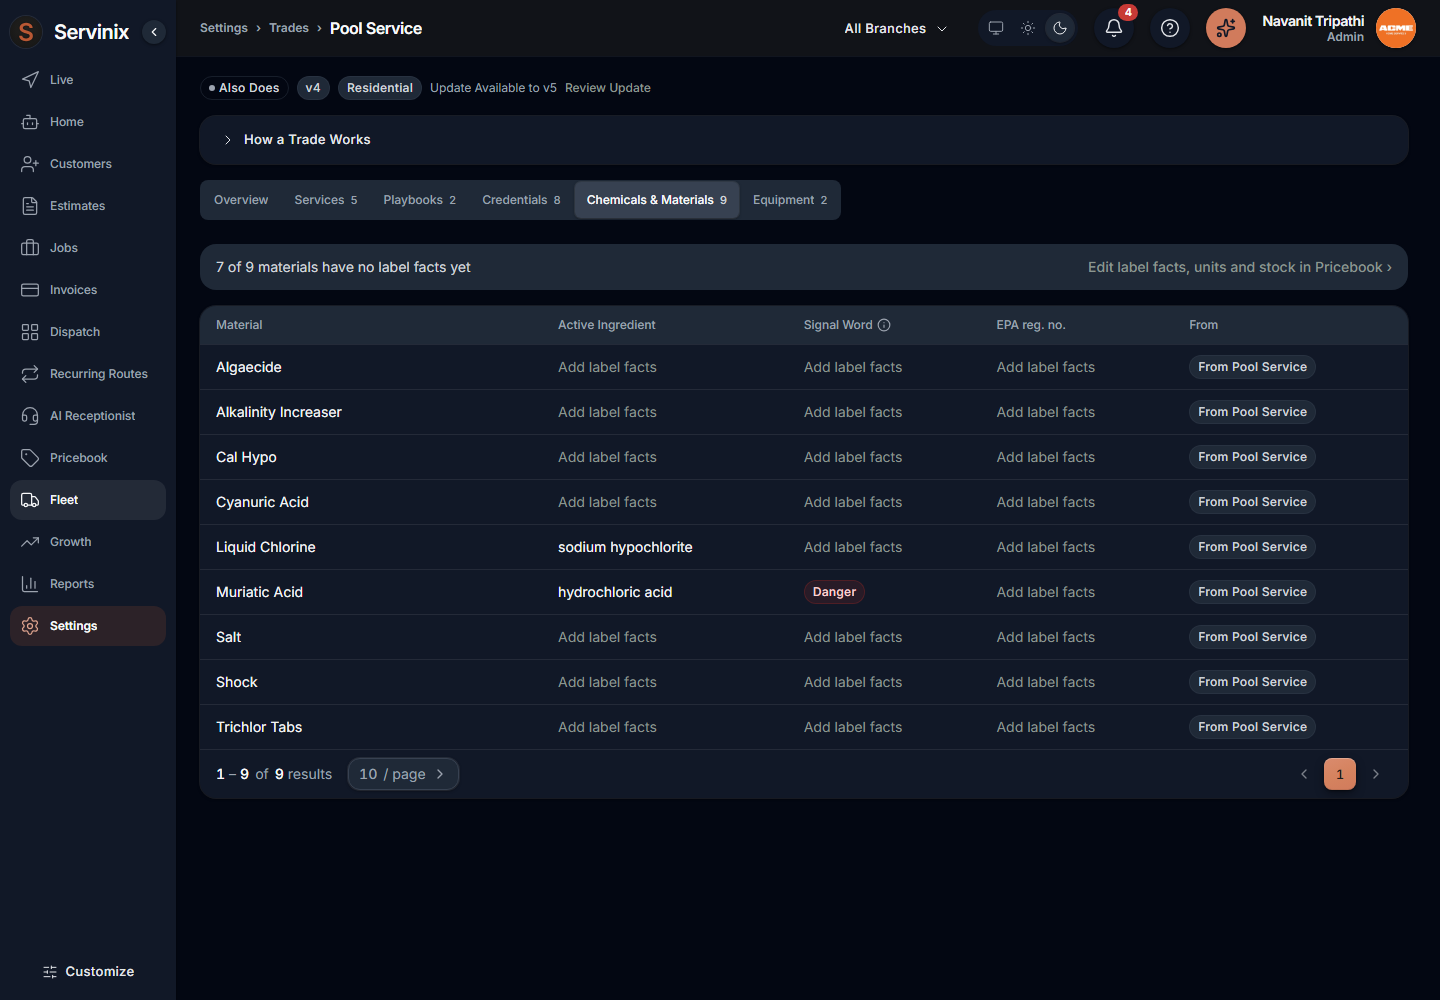 S Servinix
Settings › Trades › Pool Service
All Branches
4
Navanit Tripathi
Admin
ACME
Live
Home
Customers
Estimates
Jobs
Invoices
Dispatch
Recurring Routes
AI Receptionist
Pricebook
Fleet
Growth
Reports
Settings
Customize
Also Does v4 Residential Update Available to v5 Review Update
How a Trade Works
Overview Services 5 Playbooks 2 Credentials 8 Chemicals & Materials 9 Equipment 2
7 of 9 materials have no label facts yet Edit label facts, units and stock in Pricebook ›
Material Active Ingredient Signal Word EPA reg. no. From
Algaecide Add label facts Add label facts Add label facts From Pool Service
Alkalinity Increaser Add label facts Add label facts Add label facts From Pool Service
Cal Hypo Add label facts Add label facts Add label facts From Pool Service
Cyanuric Acid Add label facts Add label facts Add label facts From Pool Service
Liquid Chlorine sodium hypochlorite Add label facts Add label facts From Pool Service
Muriatic Acid hydrochloric acid Danger Add label facts From Pool Service
Salt Add label facts Add label facts Add label facts From Pool Service
Shock Add label facts Add label facts Add label facts From Pool Service
Trichlor Tabs Add label facts Add label facts Add label facts From Pool Service
1 – 9 of 9 results 10 / page 1